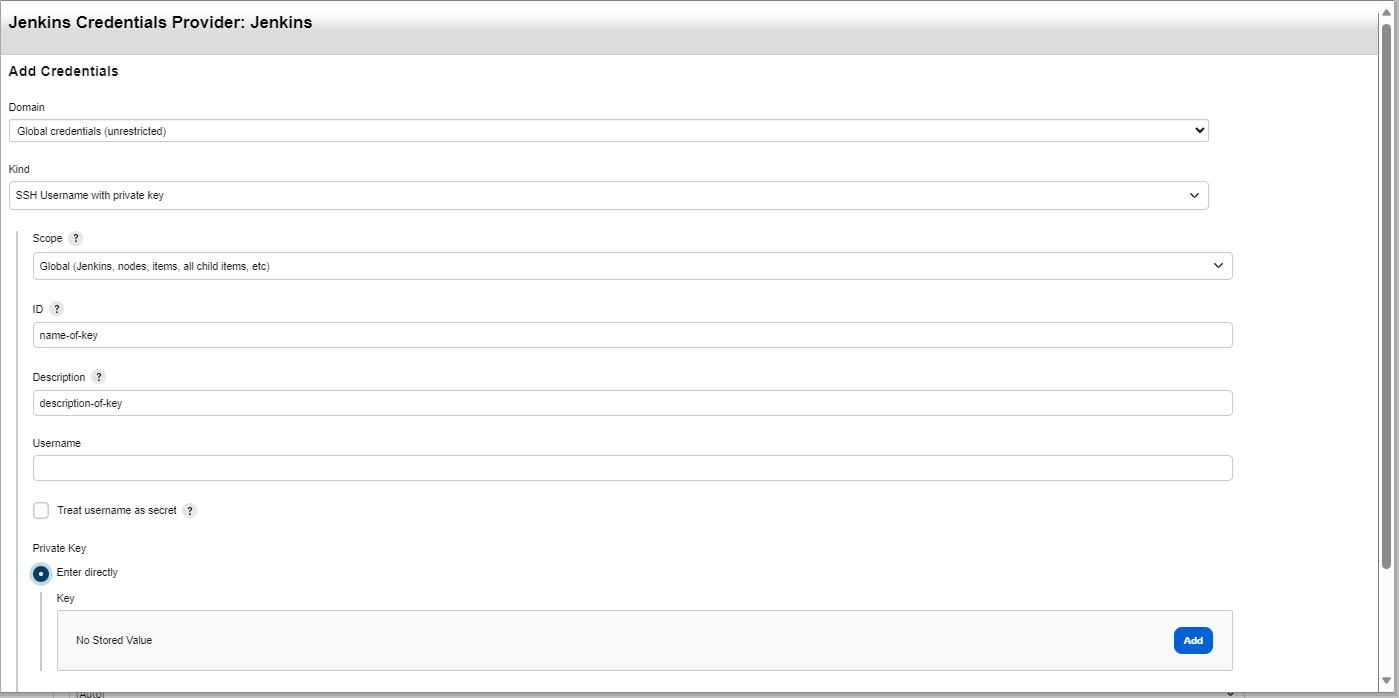 Jenkins Credentials Provider: Jenkins
Add Credentials
Domain
Global credentials (unrestricted)
Kind
SSH Username with private key
Scope ?
Global (Jenkins, nodes, items, all child items, etc)
ID ?
name-of-key
Description ?
description-of-key
Username
Treat username as secret ?
Private Key
Enter directly
Key
No Stored Value
Add
(Auto)